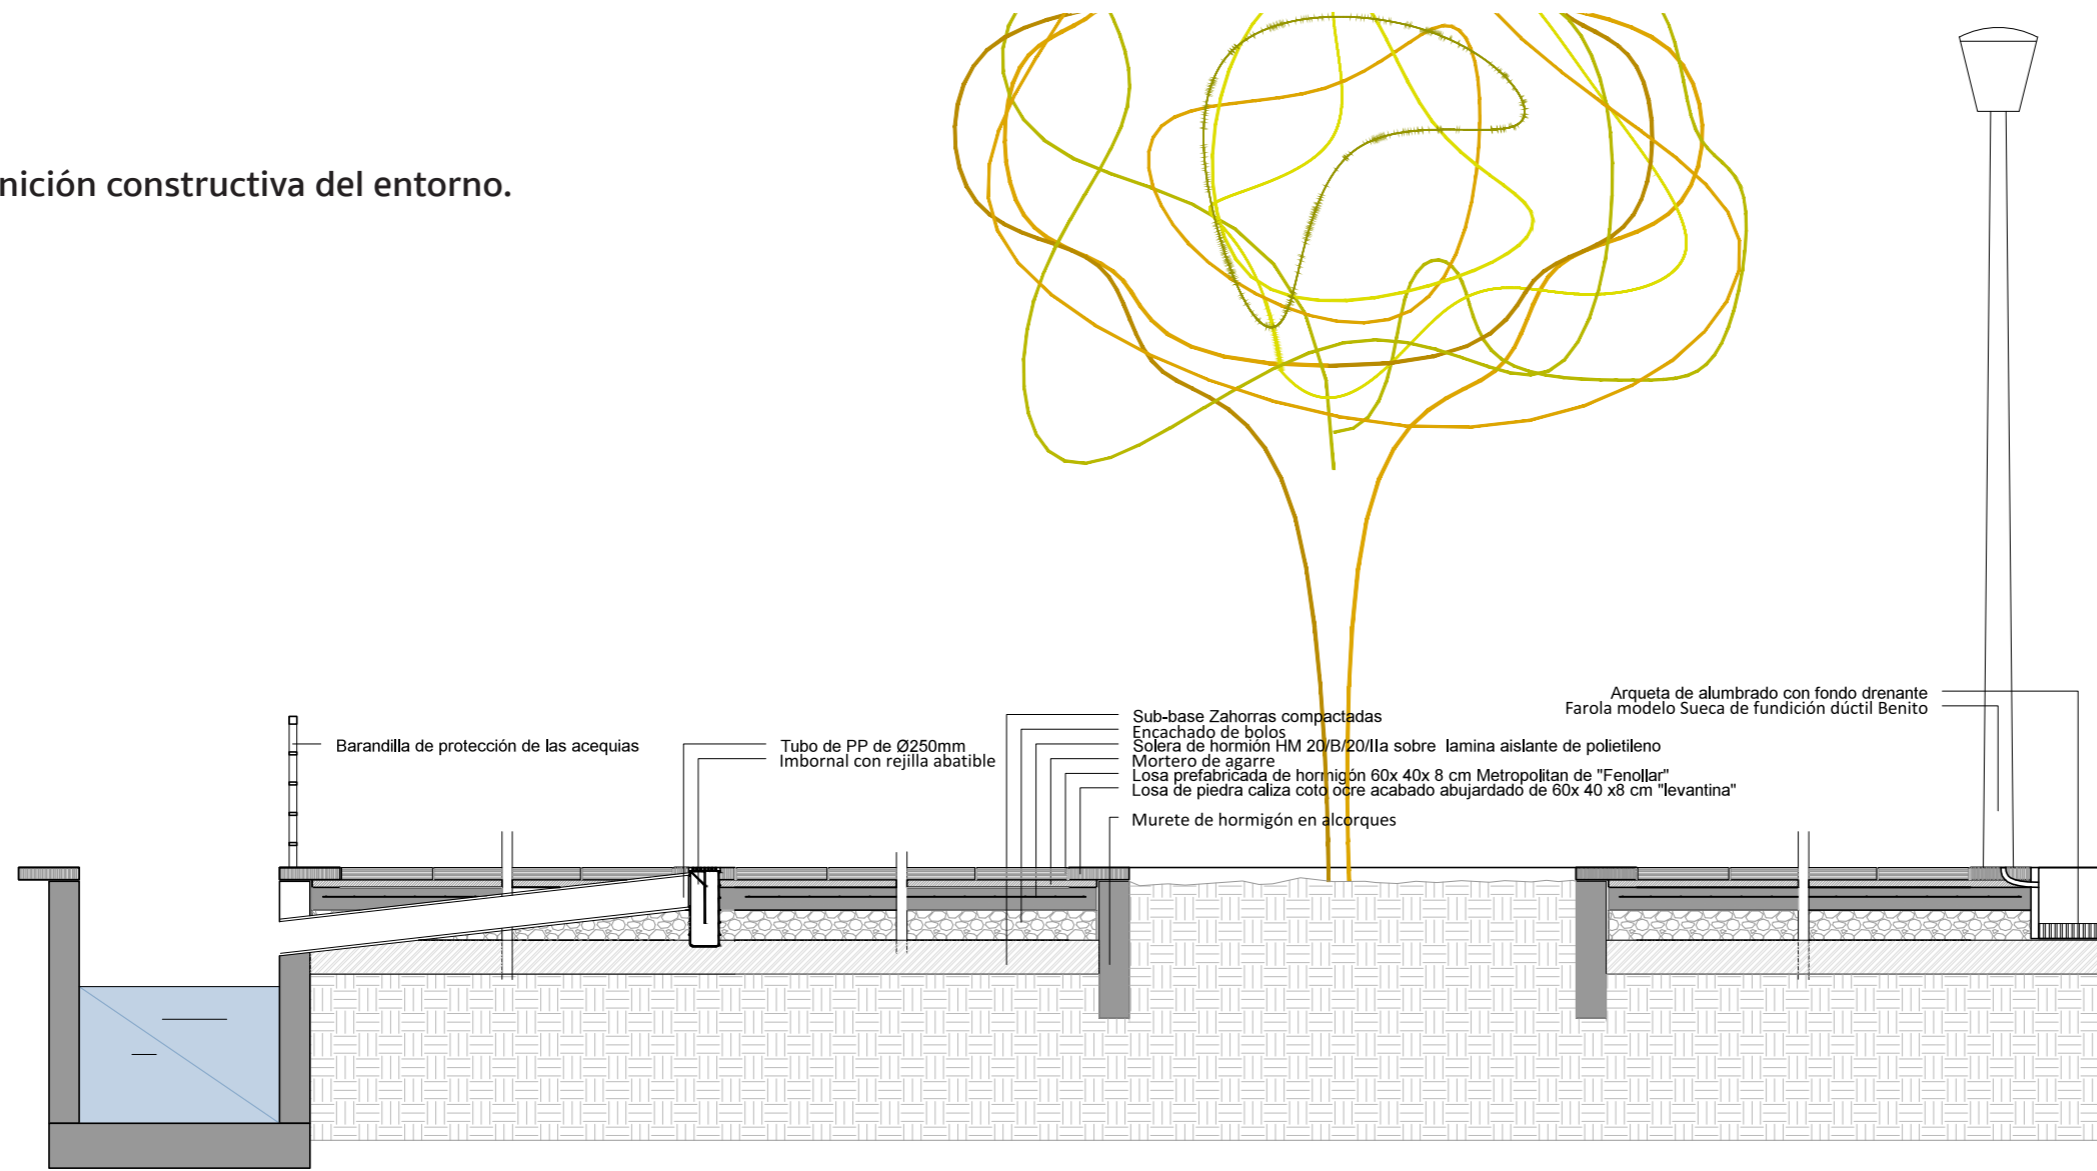 nición constructiva del entorno.
Arqueta de alumbrado con fondo drenante
Farola modelo Sueca de fundición dúctil Benito
Sub-base Zahorras compactadas
Encachado de bolos
Solera de hormión HM 20/B/20/IIa sobre lamina aislante de polietileno
Mortero de agarre
Losa prefabricada de hormigón 60x 40x 8 cm Metropolitan de "Fenollar"
Losa de piedra caliza coto ocre acabado abujardado de 60x 40 x8 cm "levantina"
Murete de hormigón en alcorques
Barandilla de protección de las acequias
Tubo de PP de Ø250mm
Imbornal con rejilla abatible